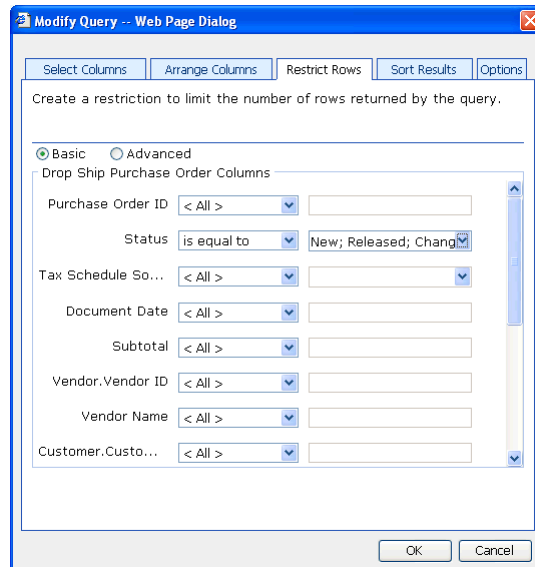 Modify Query -- Web Page Dialog
Select Columns Arrange Columns Restrict Rows Sort Results Options
Create a restriction to limit the number of rows returned by the query.
Basic Advanced
Drop Ship Purchase Order Columns
Purchase Order ID < All >
Status is equal to New; Released; Chang
Tax Schedule So... < All >
Document Date < All >
Subtotal < All >
Vendor.Vendor ID < All >
Vendor Name < All >
Customer.Custo... < All >
OK Cancel